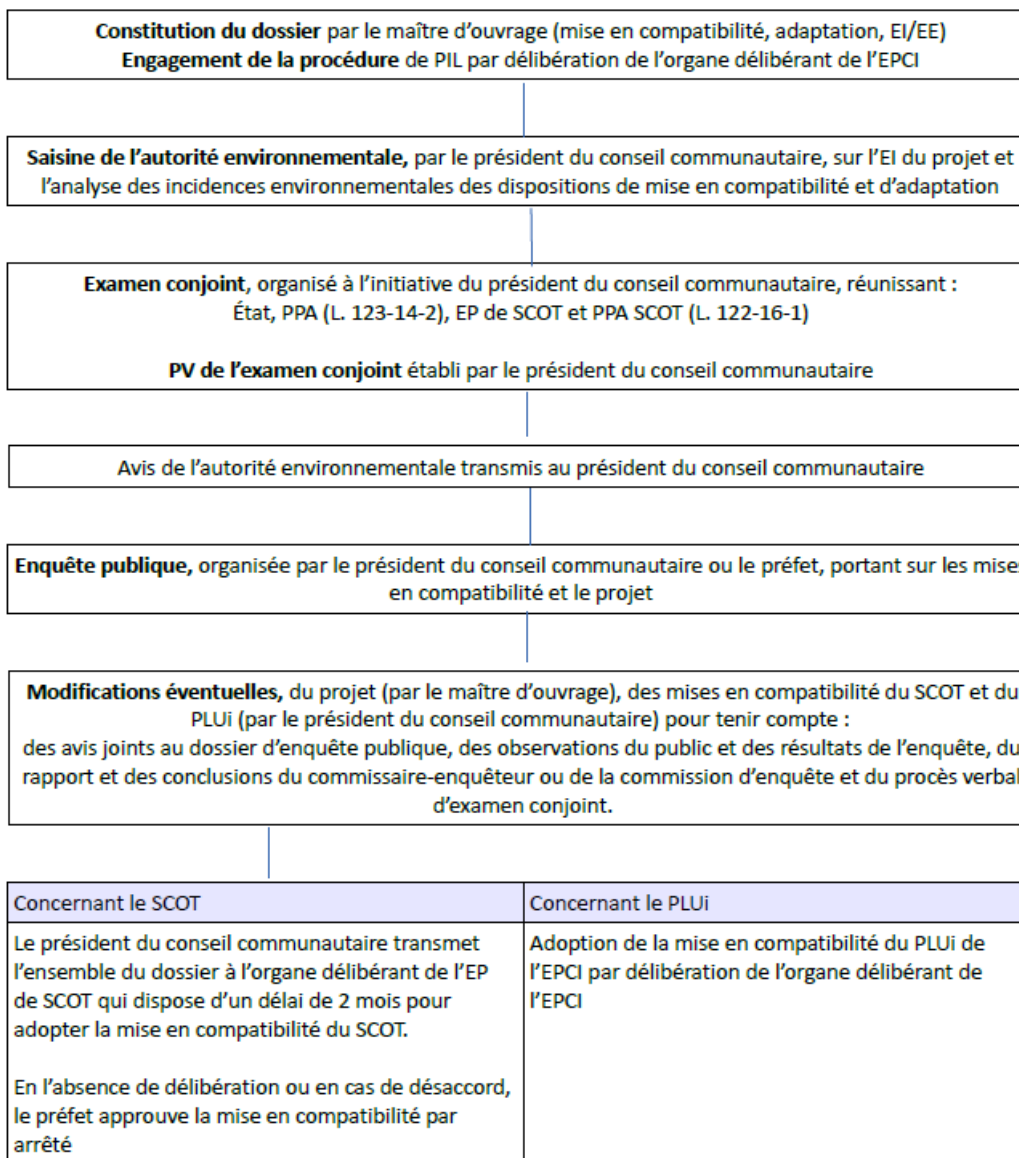 Constitution du dossier par le maître d'ouvrage (mise en compatibilité, adaptation, EI/EE)
Engagement de la procédure de PIL par délibération de l'organe délibérant de l'EPCI
Saisine de l'autorité environnementale, par le président du conseil communautaire, sur l'EI du projet et
l'analyse des incidences environnementales des dispositions de mise en compatibilité et d'adaptation
Examen conjoint, organisé à l'initiative du président du conseil communautaire, réunissant :
État, PPA (L. 123-14-2), EP de SCOT et PPA SCOT (L. 122-16-1)
PV de l'examen conjoint établi par le président du conseil communautaire
Avis de l'autorité environnementale transmis au président du conseil communautaire
Enquête publique, organisée par le président du conseil communautaire ou le préfet, portant sur les mises
en compatibilité et le projet
Modifications éventuelles, du projet (par le maître d'ouvrage), des mises en compatibilité du SCOT et du
PLUi (par le président du conseil communautaire) pour tenir compte :
des avis joints au dossier d'enquête publique, des observations du public et des résultats de l'enquête, du
rapport et des conclusions du commissaire-enquêteur ou de la commission d'enquête et du procès verbal
d'examen conjoint.
Concernant le SCOT
Le président du conseil communautaire transmet
l'ensemble du dossier à l'organe délibérant de l'EP
de SCOT qui dispose d'un délai de 2 mois pour
adopter la mise en compatibilité du SCOT.
En l'absence de délibération ou en cas de désaccord,
le préfet approuve la mise en compatibilité par
arrêté
Concernant le PLUi
Adoption de la mise en compatibilité du PLUi de
l'EPCI par délibération de l'organe délibérant de
l'EPCI